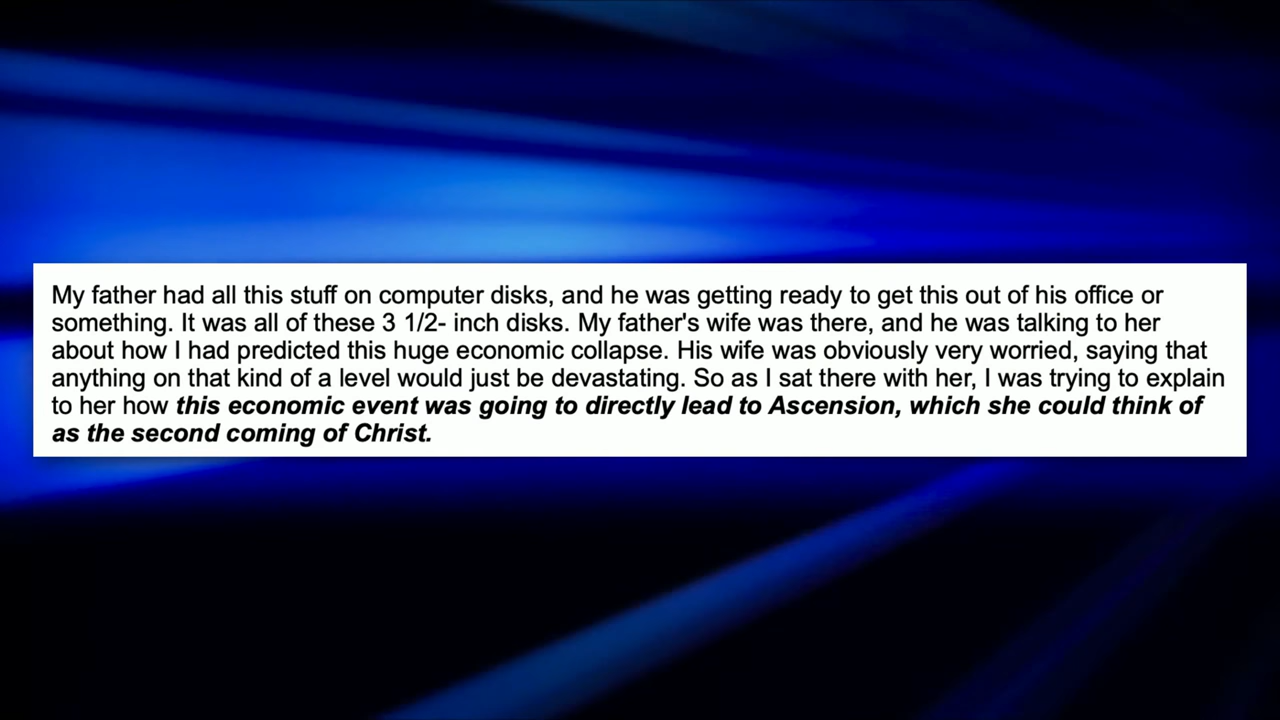 My father had all this stuff on computer disks, and he was getting ready to get this out of his office or
something. It was all of these 3 1/2- inch disks. My father's wife was there, and he was talking to her
about how I had predicted this huge economic collapse. His wife was obviously very worried, saying that
anything on that kind of a level would just be devastating. So as I sat there with her, I was trying to explain
to her how this economic event was going to directly lead to Ascension, which she could think of
as the second coming of Christ.